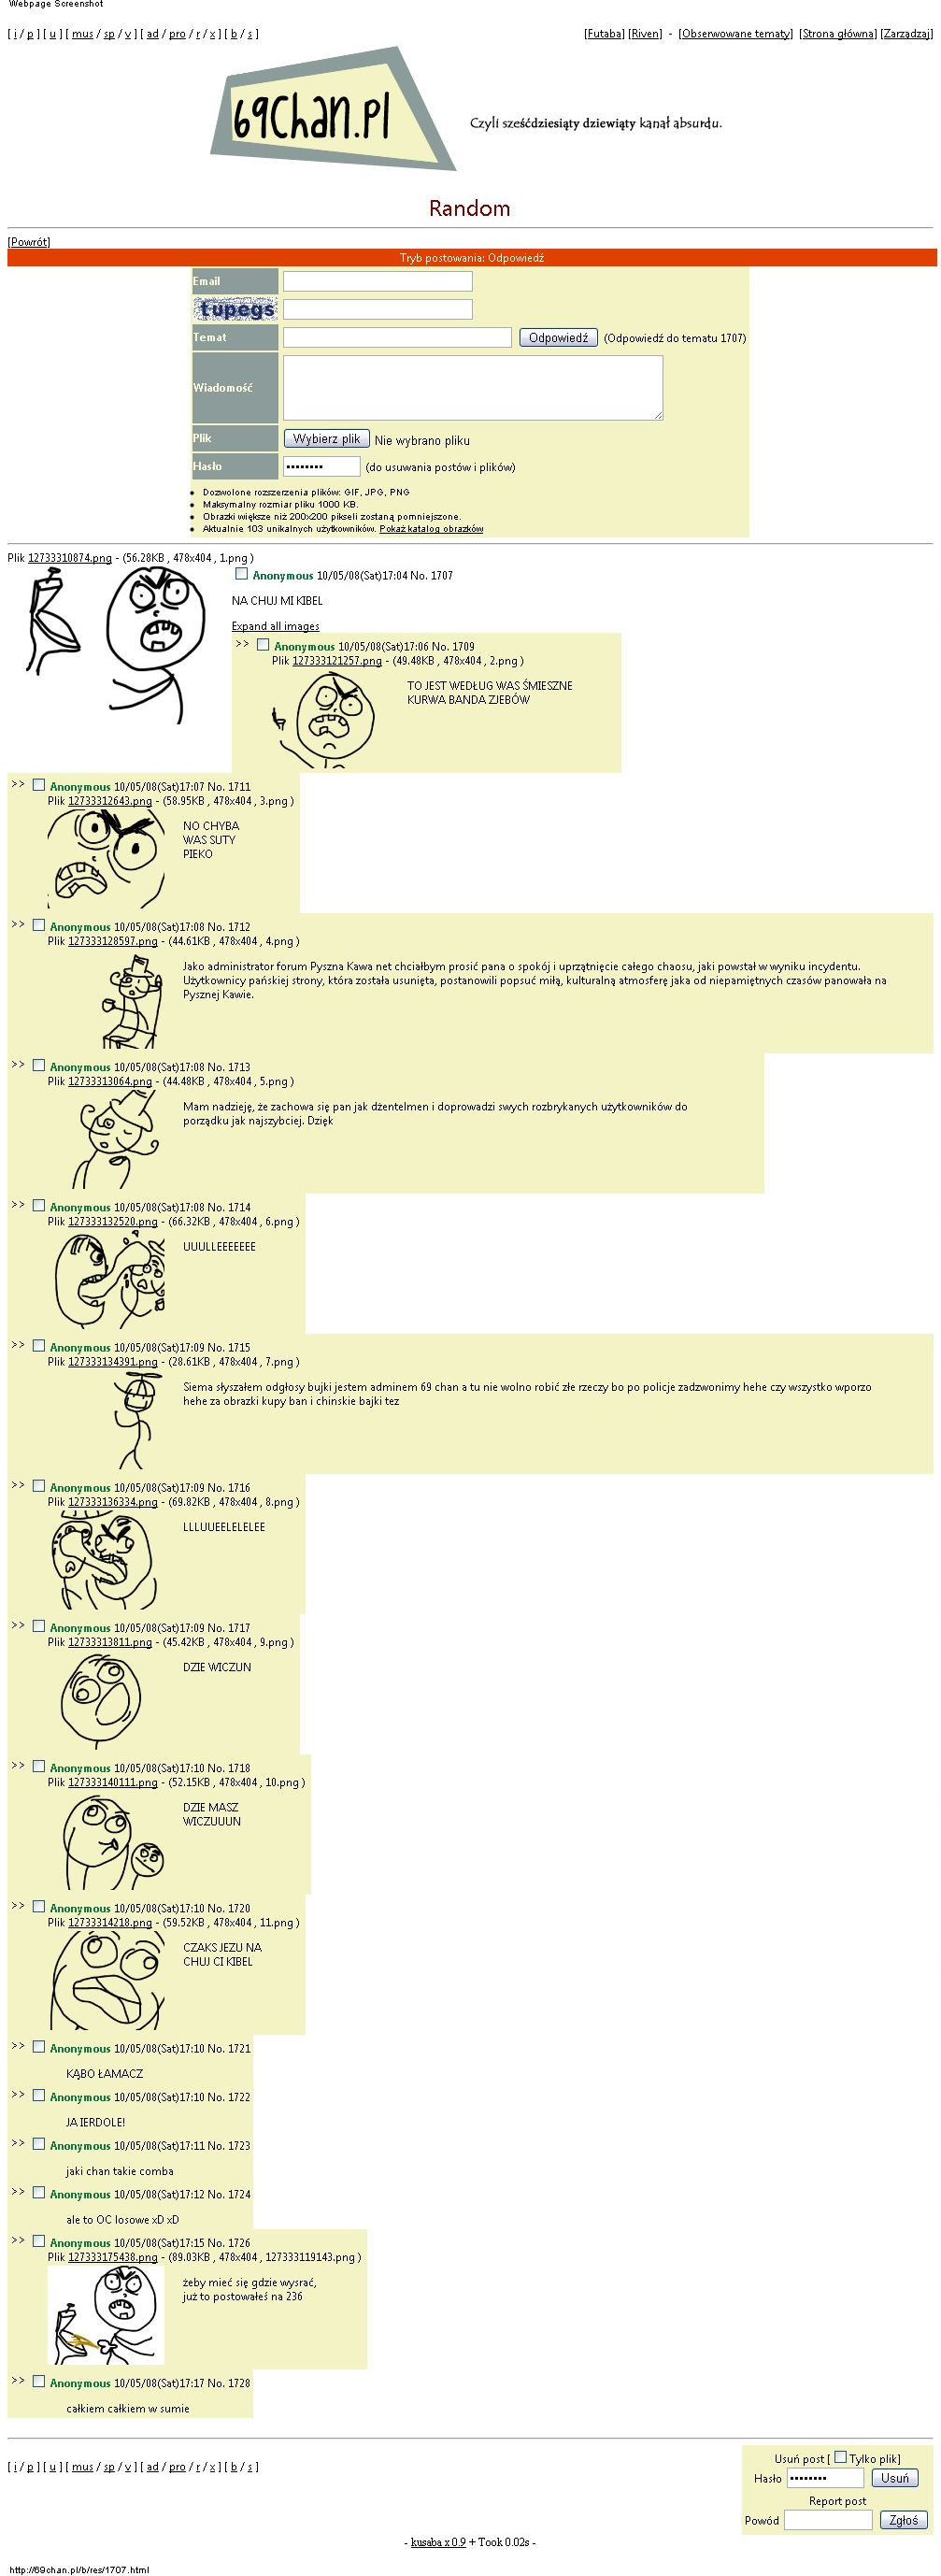 Webpage Screenshot
[ i / p ] [ u ] [ mus / sp / v ] [ ad / pro / r / x ] [ b / s ]
[Futaba] [Riven] - [Obserwowane tematy] [Strona główna] [Zarządzaj]
69chan.pl
Czyli sześćdziesiąty dziewiąty kanał absurdu.
Random
[Powrót]
Tryb postowania: Odpowiedź
Email
tupegs
Temat
Odpowiedź (Odpowiedź do tematu 1707)
Wiadomość
Plik
Wybierz plik Nie wybrano pliku
Hasło
•••••••• (do usuwania postów i plików)
• Dozwolone rozszerzenia plików: GIF, JPG, PNG
• Maksymalny rozmiar pliku 1000 KB.
• Obrazki większe niż 200x200 pikseli zostaną pomniejszone.
• Aktualnie 103 unikalnych użytkowników. Pokaż katalog obrazków
Plik 12733310874.png - (56.28KB , 478x404 , 1.png )
Anonymous 10/05/08(Sat)17:04 No. 1707
NA CHUJ MI KIBEL
Expand all images
>> Anonymous 10/05/08(Sat)17:06 No. 1709
Plik 127333121257.png - (49.48KB , 478x404 , 2.png )
TO JEST WEDŁUG WAS ŚMIESZNE
KURWA BANDA ZJEBÓW
>> Anonymous 10/05/08(Sat)17:07 No. 1711
Plik 12733312643.png - (58.95KB , 478x404 , 3.png )
NO CHYBA
WAS SUTY
PIEKO
>> Anonymous 10/05/08(Sat)17:08 No. 1712
Plik 127333128597.png - (44.61KB , 478x404 , 4.png )
Jako administrator forum Pyszna Kawa net chciałbym prosić pana o spokój i uprzątnięcie całego chaosu, jaki powstał w wyniku incydentu.
Użytkownicy pańskiej strony, która została usunięta, postanowili popsuć miłą, kulturalną atmosferę jaka od niepamiętnych czasów panowała na
Pysznej Kawie.
>> Anonymous 10/05/08(Sat)17:08 No. 1713
Plik 12733313064.png - (44.48KB , 478x404 , 5.png )
Mam nadzieję, że zachowa się pan jak dżentelmen i doprowadzi swych rozbrykanych użytkowników do
porządku jak najszybciej. Dzięk
>> Anonymous 10/05/08(Sat)17:08 No. 1714
Plik 127333132520.png - (66.32KB , 478x404 , 6.png )
UUULLEEEEEEE
>> Anonymous 10/05/08(Sat)17:09 No. 1715
Plik 127333134391.png - (28.61KB , 478x404 , 7.png )
Siema słyszałem odgłosy bujki jestem adminem 69 chan a tu nie wolno robić złe rzeczy bo po policje zadzwonimy hehe czy wszystko wporzo
hehe za obrazki kupy ban i chinskie bajki tez
>> Anonymous 10/05/08(Sat)17:09 No. 1716
Plik 127333136334.png - (69.82KB , 478x404 , 8.png )
LLLUUEELELELEE
>> Anonymous 10/05/08(Sat)17:09 No. 1717
Plik 12733313811.png - (45.42KB , 478x404 , 9.png )
DZIE WICZUN
>> Anonymous 10/05/08(Sat)17:10 No. 1718
Plik 127333140111.png - (52.15KB , 478x404 , 10.png )
DZIE MASZ
WICZUUUN
>> Anonymous 10/05/08(Sat)17:10 No. 1720
Plik 12733314218.png - (59.52KB , 478x404 , 11.png )
CZAKS JEZU NA
CHUJ CI KIBEL
>> Anonymous 10/05/08(Sat)17:10 No. 1721
KĄBO ŁAMACZ
>> Anonymous 10/05/08(Sat)17:10 No. 1722
JA IERDOLE!
>> Anonymous 10/05/08(Sat)17:11 No. 1723
jaki chan takie comba
>> Anonymous 10/05/08(Sat)17:12 No. 1724
ale to OC losowe xD xD
>> Anonymous 10/05/08(Sat)17:15 No. 1726
Plik 127333175438.png - (89.03KB , 478x404 , 127333119143.png )
żeby mieć się gdzie wysrać,
już to postowałeś na 236
>> Anonymous 10/05/08(Sat)17:17 No. 1728
całkiem całkiem w sumie
[ i / p ] [ u ] [ mus / sp / v ] [ ad / pro / r / x ] [ b / s ]
Usuń post [ Tylko plik]
Hasło •••••••• Usuń
Report post
Powód Zgłoś
- kusaba x 0.9 + Took 0.02s -
http://69chan.pl/b/res/1707.html